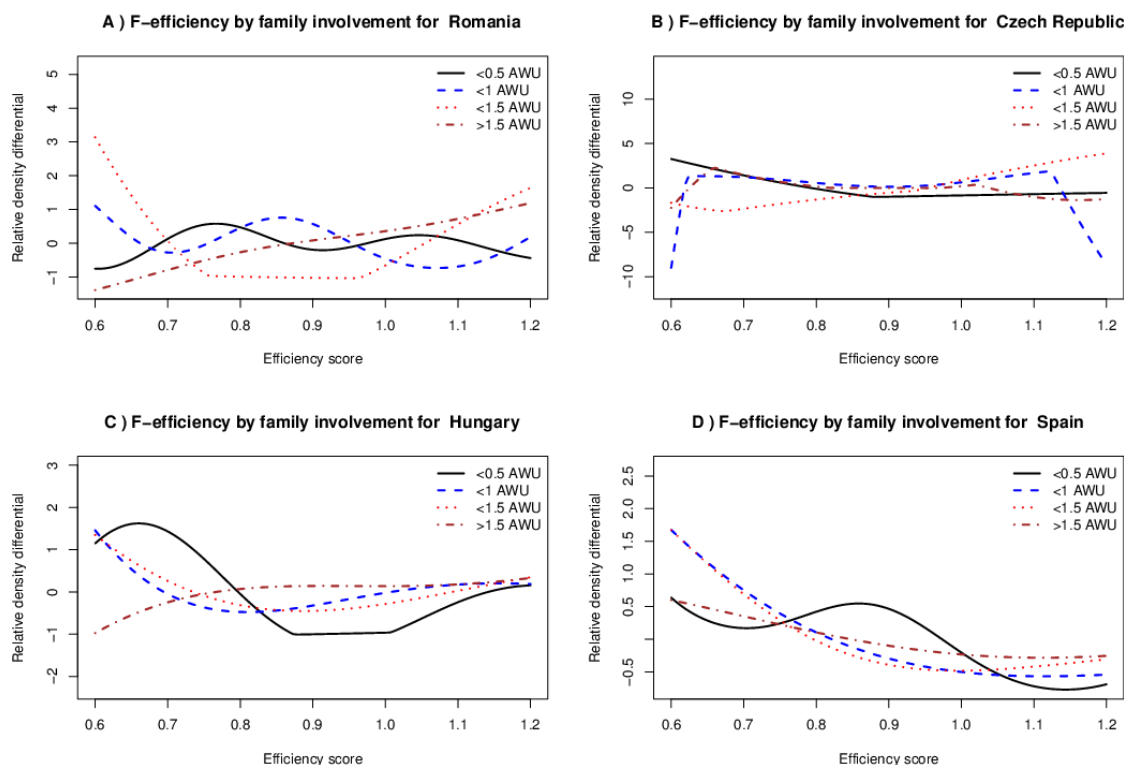 A ) F−efficiency by family involvement for Romania
Relative density differential
5
4
3
2
1
0
−1
<0.5 AWU
<1 AWU
<1.5 AWU
>1.5 AWU
0.6 0.7 0.8 0.9 1.0 1.1 1.2
Efficiency score
B ) F−efficiency by family involvement for Czech Republic
Relative density differential
10
5
0
−5
−10
<0.5 AWU
<1 AWU
<1.5 AWU
>1.5 AWU
0.6 0.7 0.8 0.9 1.0 1.1 1.2
Efficiency score
C ) F−efficiency by family involvement for Hungary
Relative density differential
3
2
1
0
−1
−2
<0.5 AWU
<1 AWU
<1.5 AWU
>1.5 AWU
0.6 0.7 0.8 0.9 1.0 1.1 1.2
Efficiency score
D ) F−efficiency by family involvement for Spain
Relative density differential
2.5
2.0
1.5
1.0
0.5
−0.5
<0.5 AWU
<1 AWU
<1.5 AWU
>1.5 AWU
0.6 0.7 0.8 0.9 1.0 1.1 1.2
Efficiency score